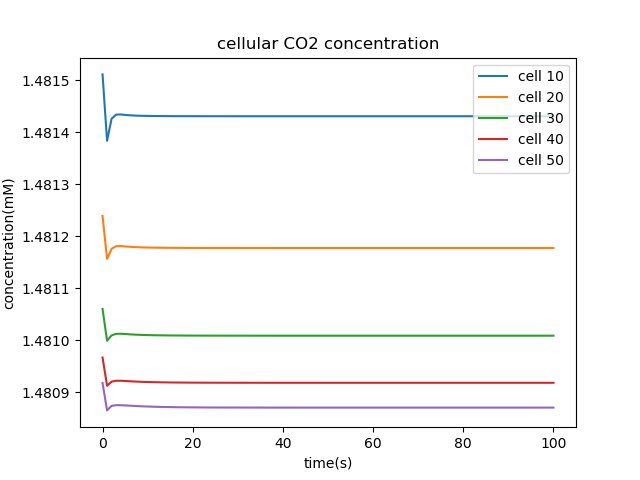 cellular CO2 concentration
concentration(mM)
1.4815
1.4814
1.4813
1.4812
1.4811
1.4810
1.4809
cell 10
cell 20
cell 30
cell 40
cell 50
0 20 40 60 80 100
time(s)